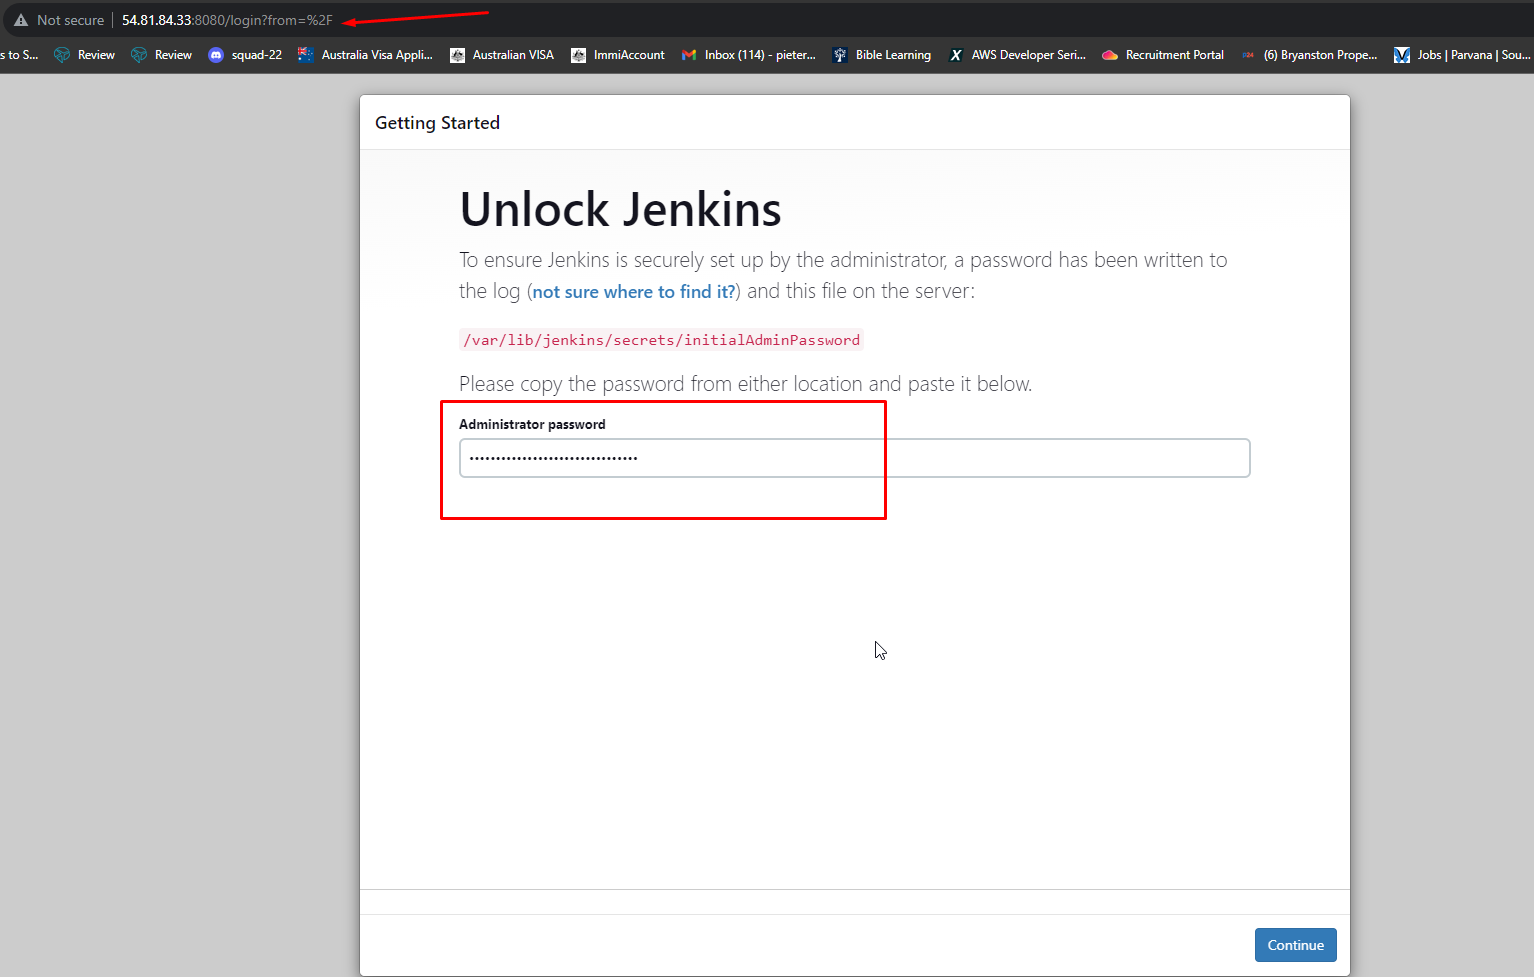 Not secure 54.81.84.33:8080/login?from=%2F
s to S... Review Review squad-22 Australia Visa Appli... Australian VISA ImmiAccount Inbox (114) - pieter... Bible Learning AWS Developer Seri... Recruitment Portal (6) Bryanston Prope... Jobs | Parvana | Sou...
Getting Started
Unlock Jenkins
To ensure Jenkins is securely set up by the administrator, a password has been written to
the log (not sure where to find it?) and this file on the server:
/var/lib/jenkins/secrets/initialAdminPassword
Please copy the password from either location and paste it below.
Administrator password
••••••••••••••••••••••••••••••••
Continue